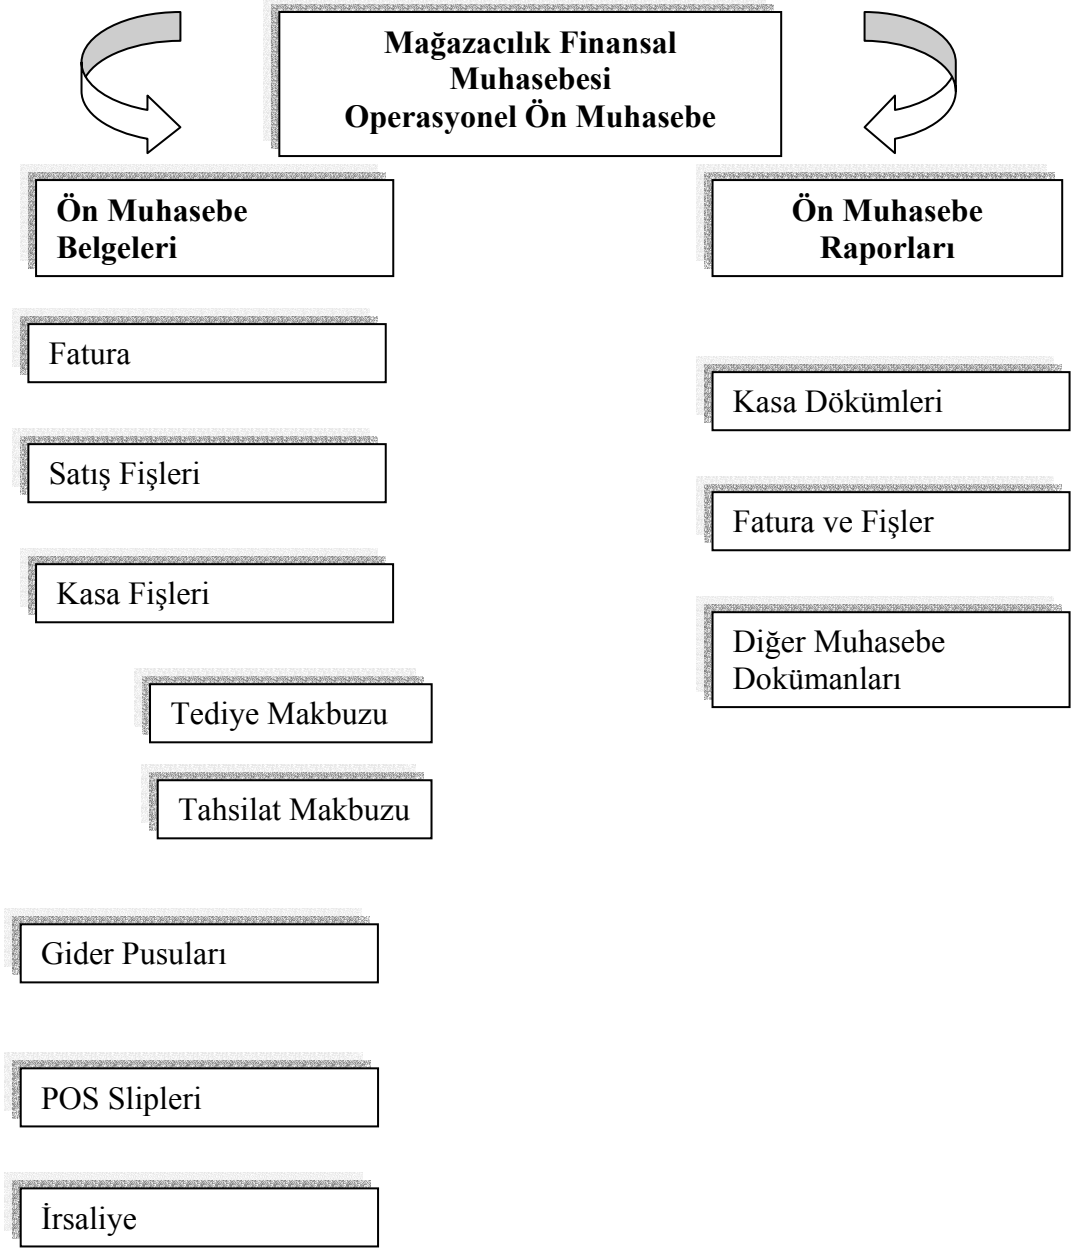 Mağazacılık Finansal
Muhasebesi
Operasyonel Ön Muhasebe
Ön Muhasebe
Belgeleri
Fatura
Satış Fişleri
Kasa Fişleri
Tediye Makbuzu
Tahsilat Makbuzu
Gider Pusuları
POS Slipleri
İrsaliye
Ön Muhasebe
Raporları
Kasa Dökümleri
Fatura ve Fişler
Diğer Muhasebe
Dokümanları